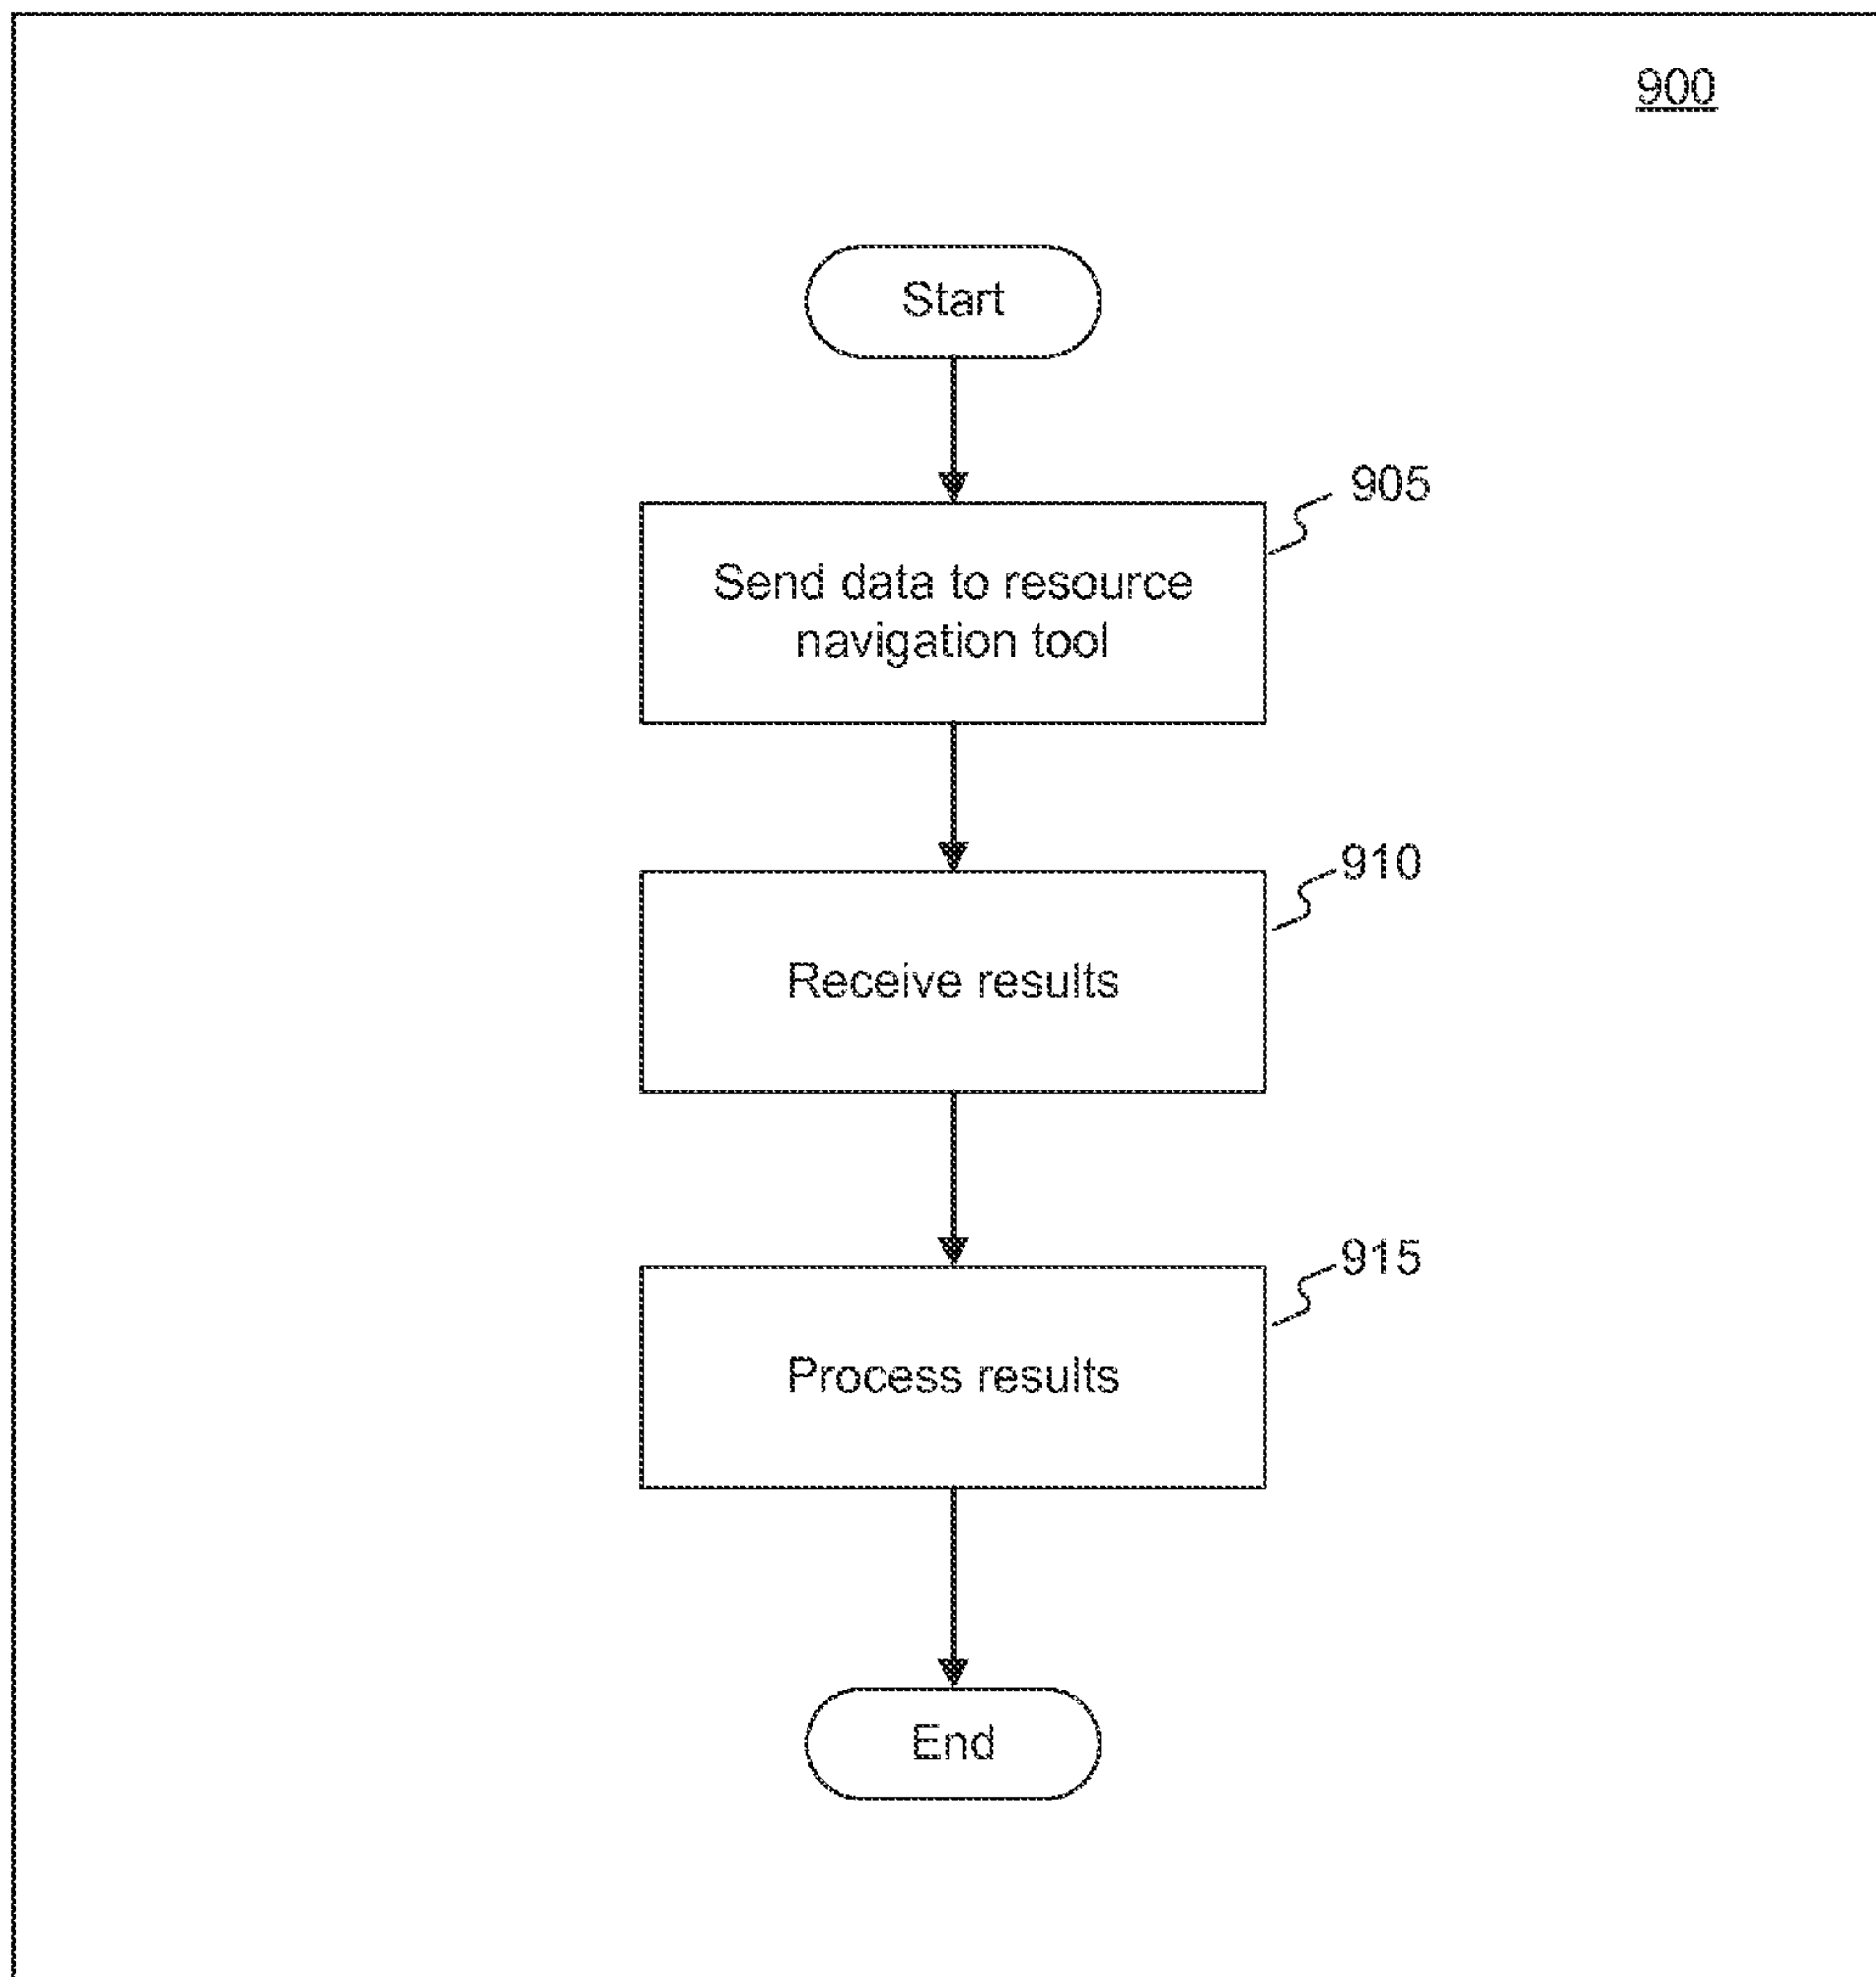 900
Start
905
Send data to resource
navigation tool
910
Receive results
915
Process results
End